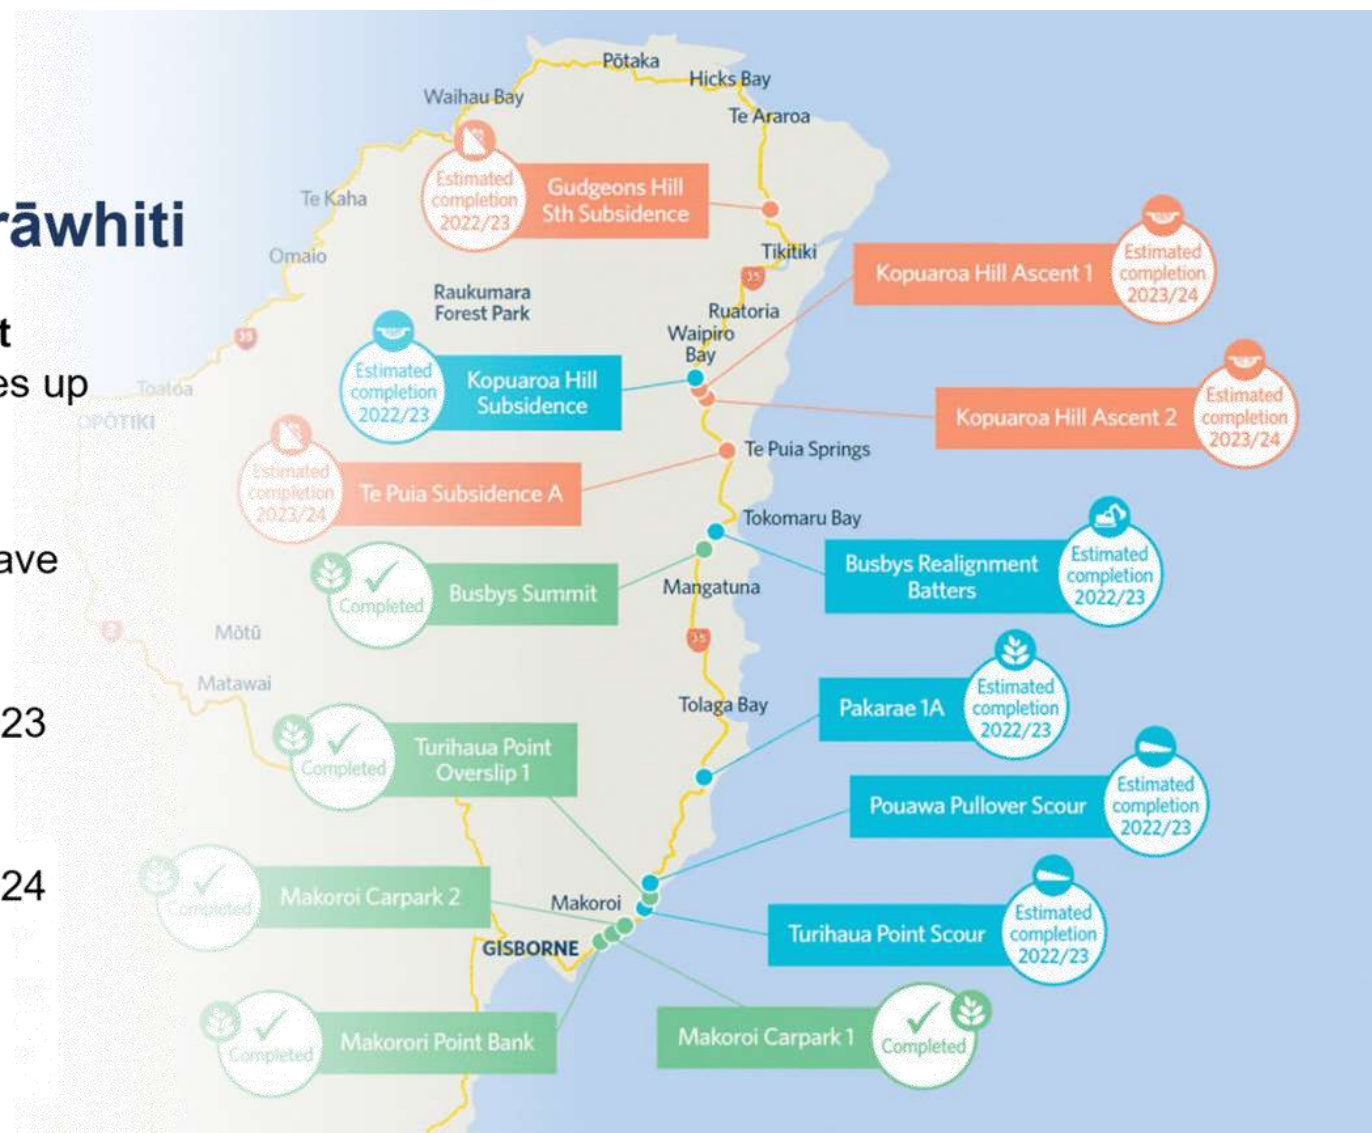 rāwhiti
t
es up
ave
23
24
Pōtaka
Hicks Bay
Waihau Bay
Te Araroa
Estimated
completion
2022/23
Gudgeons Hill
Sth Subsidence
Te Kaha
Omaio
Tikitiki
35
Kopuaroa Hill Ascent 1
Estimated
completion
2023/24
Raukumara
Forest Park
Ruatoria
Waipiro
Bay
35
Estimated
completion
2022/23
Kopuaroa Hill
Subsidence
Toatoa
OPŌTIKI
Kopuaroa Hill Ascent 2
Estimated
completion
2023/24
Te Puia Springs
Estimated
completion
2023/24
Te Puia Subsidence A
Tokomaru Bay
Busbys Realignment
Batters
Estimated
completion
2022/23
Completed
Busbys Summit
Mangatuna
2
Mōtū
35
Matawai
Tolaga Bay
Pakarae 1A
Estimated
completion
2022/23
Completed
Turihaua Point
Overslip 1
Pouawa Pullover Scour
Estimated
completion
2022/23
Completed
Makoroi Carpark 2
Makoroi
GISBORNE
Turihaua Point Scour
Estimated
completion
2022/23
Completed
Makorori Point Bank
Makoroi Carpark 1
Completed